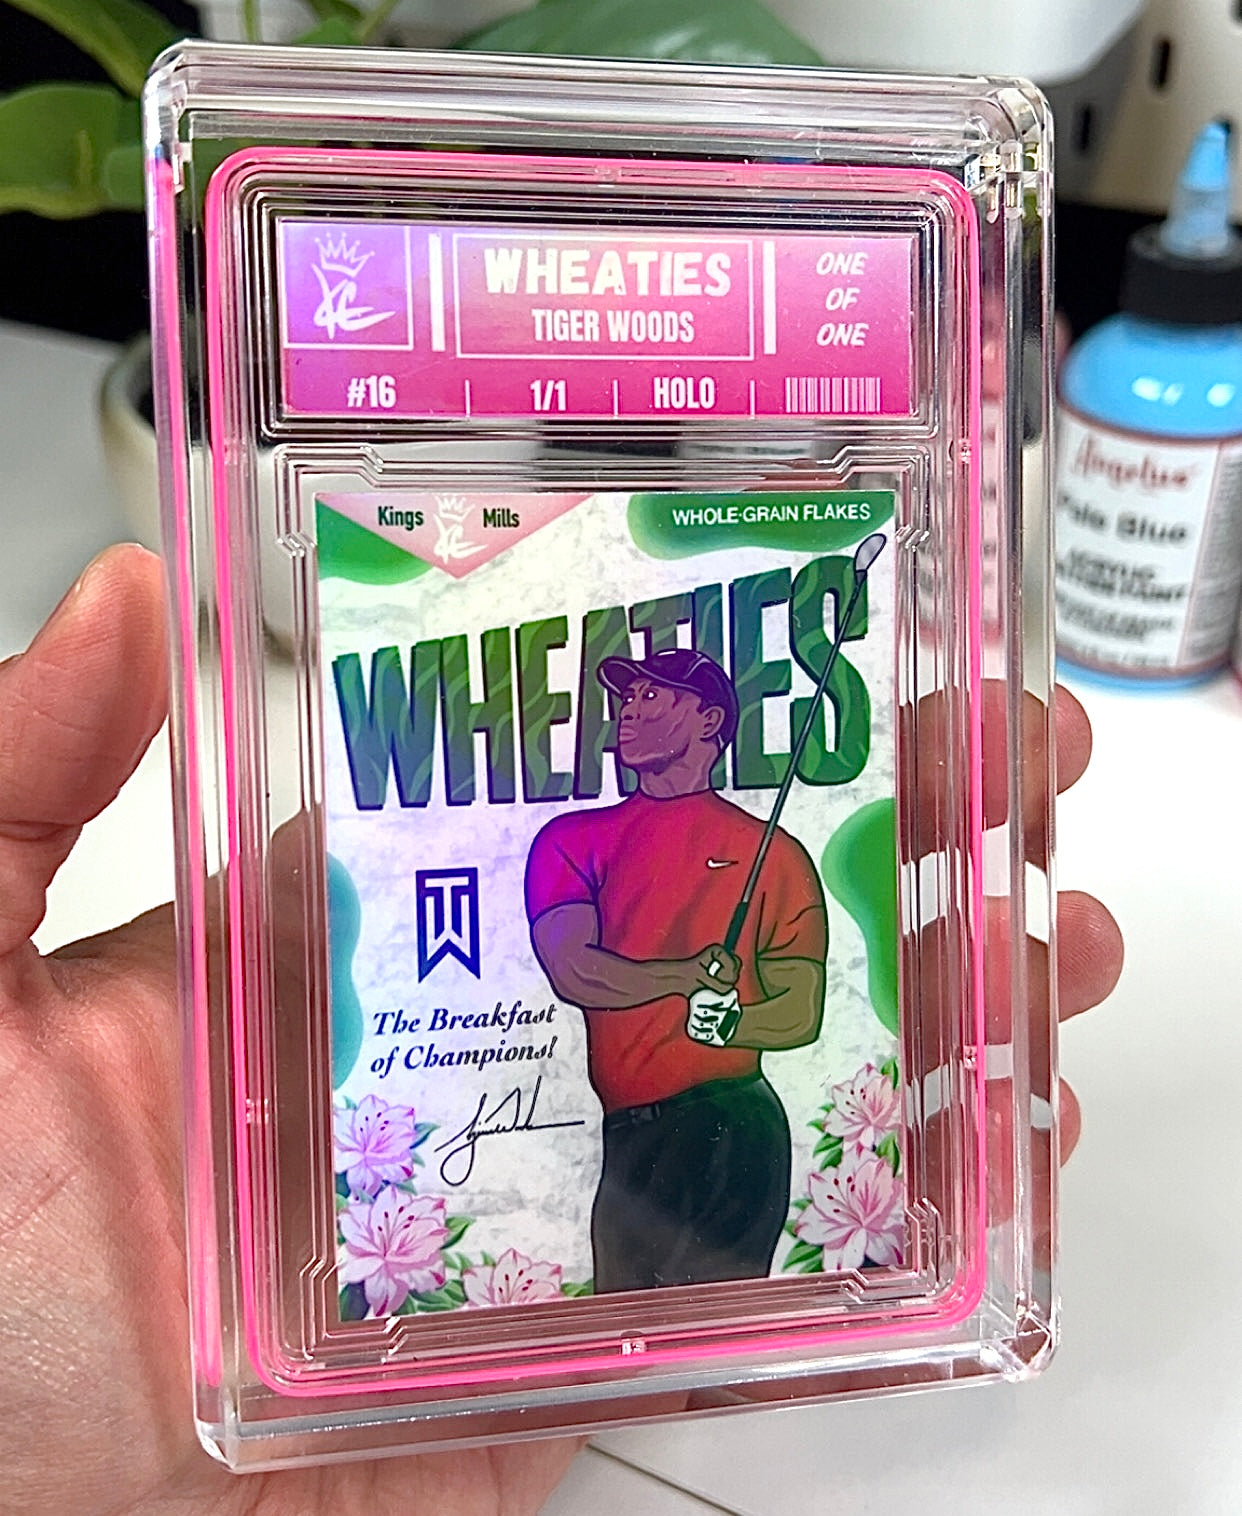 WHEATIES
TIGER WOODS
ONE
OF
ONE
#16 | 1/1 | HOLO |
Kings Mills
WHOLE-GRAIN FLAKES
WHEATIES
TW
The Breakfast
of Champions!
Angelus
Pale Blue